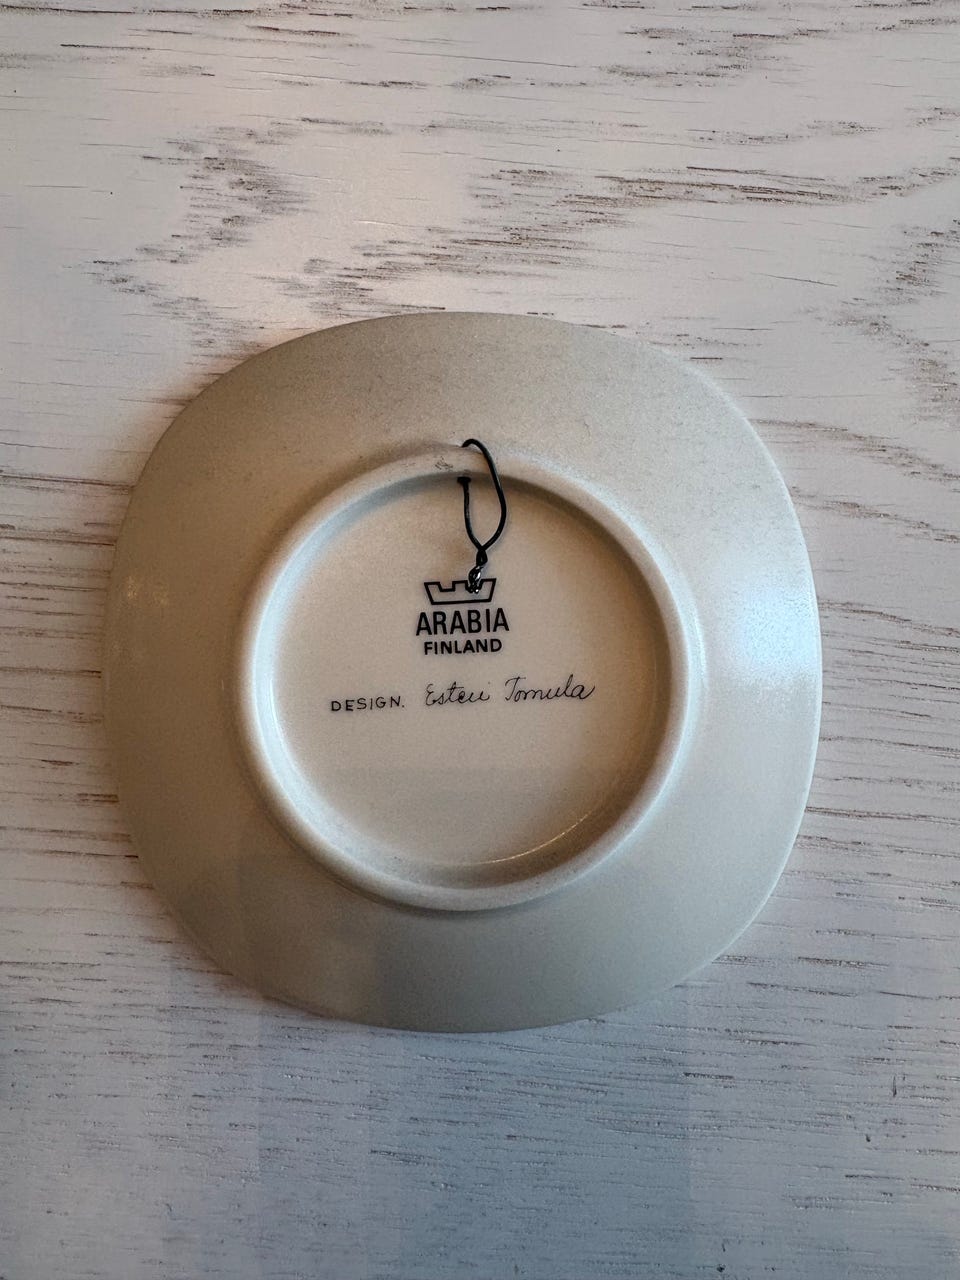 ARABIA
FINLAND
DESIGN. Esteri Tomula